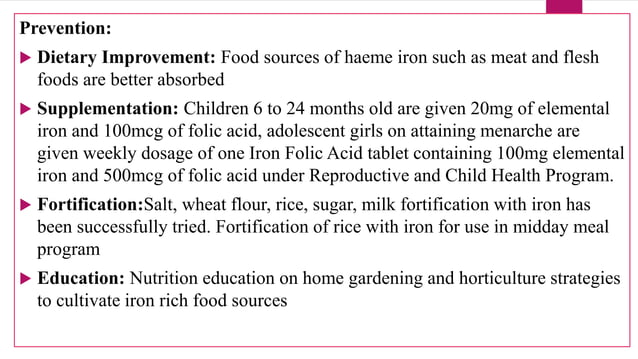 Prevention:
Dietary Improvement: Food sources of haeme iron such as meat and flesh
foods are better absorbed
Supplementation: Children 6 to 24 months old are given 20mg of elemental
iron and 100mcg of folic acid, adolescent girls on attaining menarche are
given weekly dosage of one Iron Folic Acid tablet containing 100mg elemental
iron and 500mcg of folic acid under Reproductive and Child Health Program.
Fortification:Salt, wheat flour, rice, sugar, milk fortification with iron has
been successfully tried. Fortification of rice with iron for use in midday meal
program
Education: Nutrition education on home gardening and horticulture strategies
to cultivate iron rich food sources